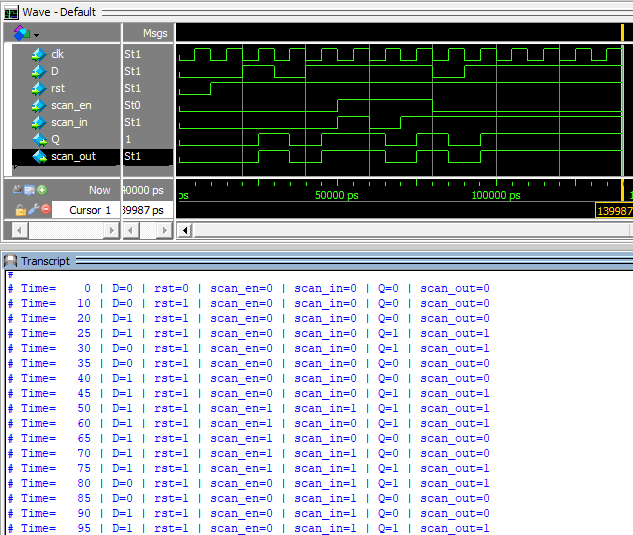 Wave - Default
Msgs
clk St1
D St1
rst St1
scan_en St0
scan_in St1
Q 1
scan_out St1
Now 40000 ps ps 50000 ps 100000 ps 1
Cursor 1 39987 ps 139987
Transcript
#
# Time= 0 | D=0 | rst=0 | scan_en=0 | scan_in=0 | Q=0 | scan_out=0
# Time= 10 | D=0 | rst=1 | scan_en=0 | scan_in=0 | Q=0 | scan_out=0
# Time= 20 | D=1 | rst=1 | scan_en=0 | scan_in=0 | Q=0 | scan_out=0
# Time= 25 | D=1 | rst=1 | scan_en=0 | scan_in=0 | Q=1 | scan_out=1
# Time= 30 | D=0 | rst=1 | scan_en=0 | scan_in=0 | Q=1 | scan_out=1
# Time= 35 | D=0 | rst=1 | scan_en=0 | scan_in=0 | Q=0 | scan_out=0
# Time= 40 | D=1 | rst=1 | scan_en=0 | scan_in=0 | Q=0 | scan_out=0
# Time= 45 | D=1 | rst=1 | scan_en=0 | scan_in=0 | Q=1 | scan_out=1
# Time= 50 | D=1 | rst=1 | scan_en=1 | scan_in=1 | Q=1 | scan_out=1
# Time= 60 | D=1 | rst=1 | scan_en=1 | scan_in=0 | Q=1 | scan_out=1
# Time= 65 | D=1 | rst=1 | scan_en=1 | scan_in=0 | Q=0 | scan_out=0
# Time= 70 | D=1 | rst=1 | scan_en=1 | scan_in=1 | Q=0 | scan_out=0
# Time= 75 | D=1 | rst=1 | scan_en=1 | scan_in=1 | Q=1 | scan_out=1
# Time= 80 | D=0 | rst=1 | scan_en=0 | scan_in=1 | Q=1 | scan_out=1
# Time= 85 | D=0 | rst=1 | scan_en=0 | scan_in=1 | Q=0 | scan_out=0
# Time= 90 | D=1 | rst=1 | scan_en=0 | scan_in=1 | Q=0 | scan_out=0
# Time= 95 | D=1 | rst=1 | scan_en=0 | scan_in=1 | Q=1 | scan_out=1